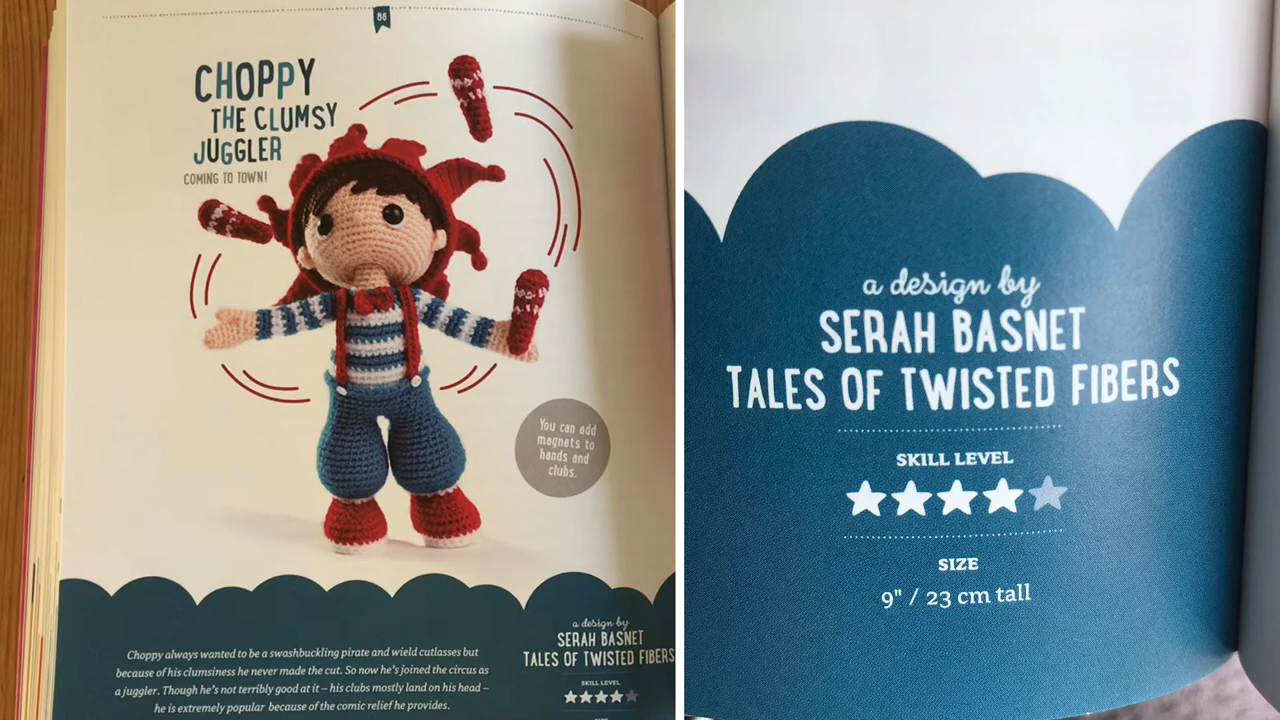 86
CHOPPY
THE CLUMSY
JUGGLER
COMING TO TOWN!
You can add
magnets to
hands and
clubs.
Choppy always wanted to be a swashbuckling pirate and wield cutlasses but
because of his clumsiness he never made the cut. So now he's joined the circus as
a juggler. Though he's not terribly good at it – his clubs mostly land on his head –
he is extremely popular because of the comic relief he provides.
a design by
SERAH BASNET
TALES OF TWISTED FIBERS
SKILL LEVEL
a design by
SERAH BASNET
TALES OF TWISTED FIBERS
SKILL LEVEL
SIZE
9" / 23 cm tall